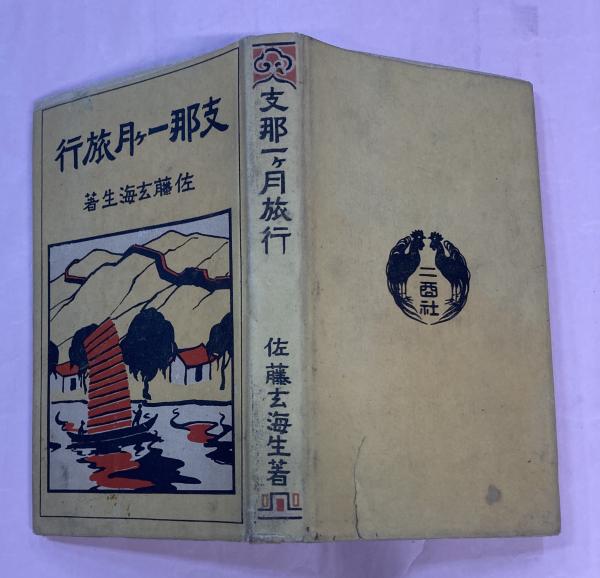 支那一ヶ月旅行
佐藤玄海生著
支那一ヶ月旅行
佐藤玄海生著
二酉社